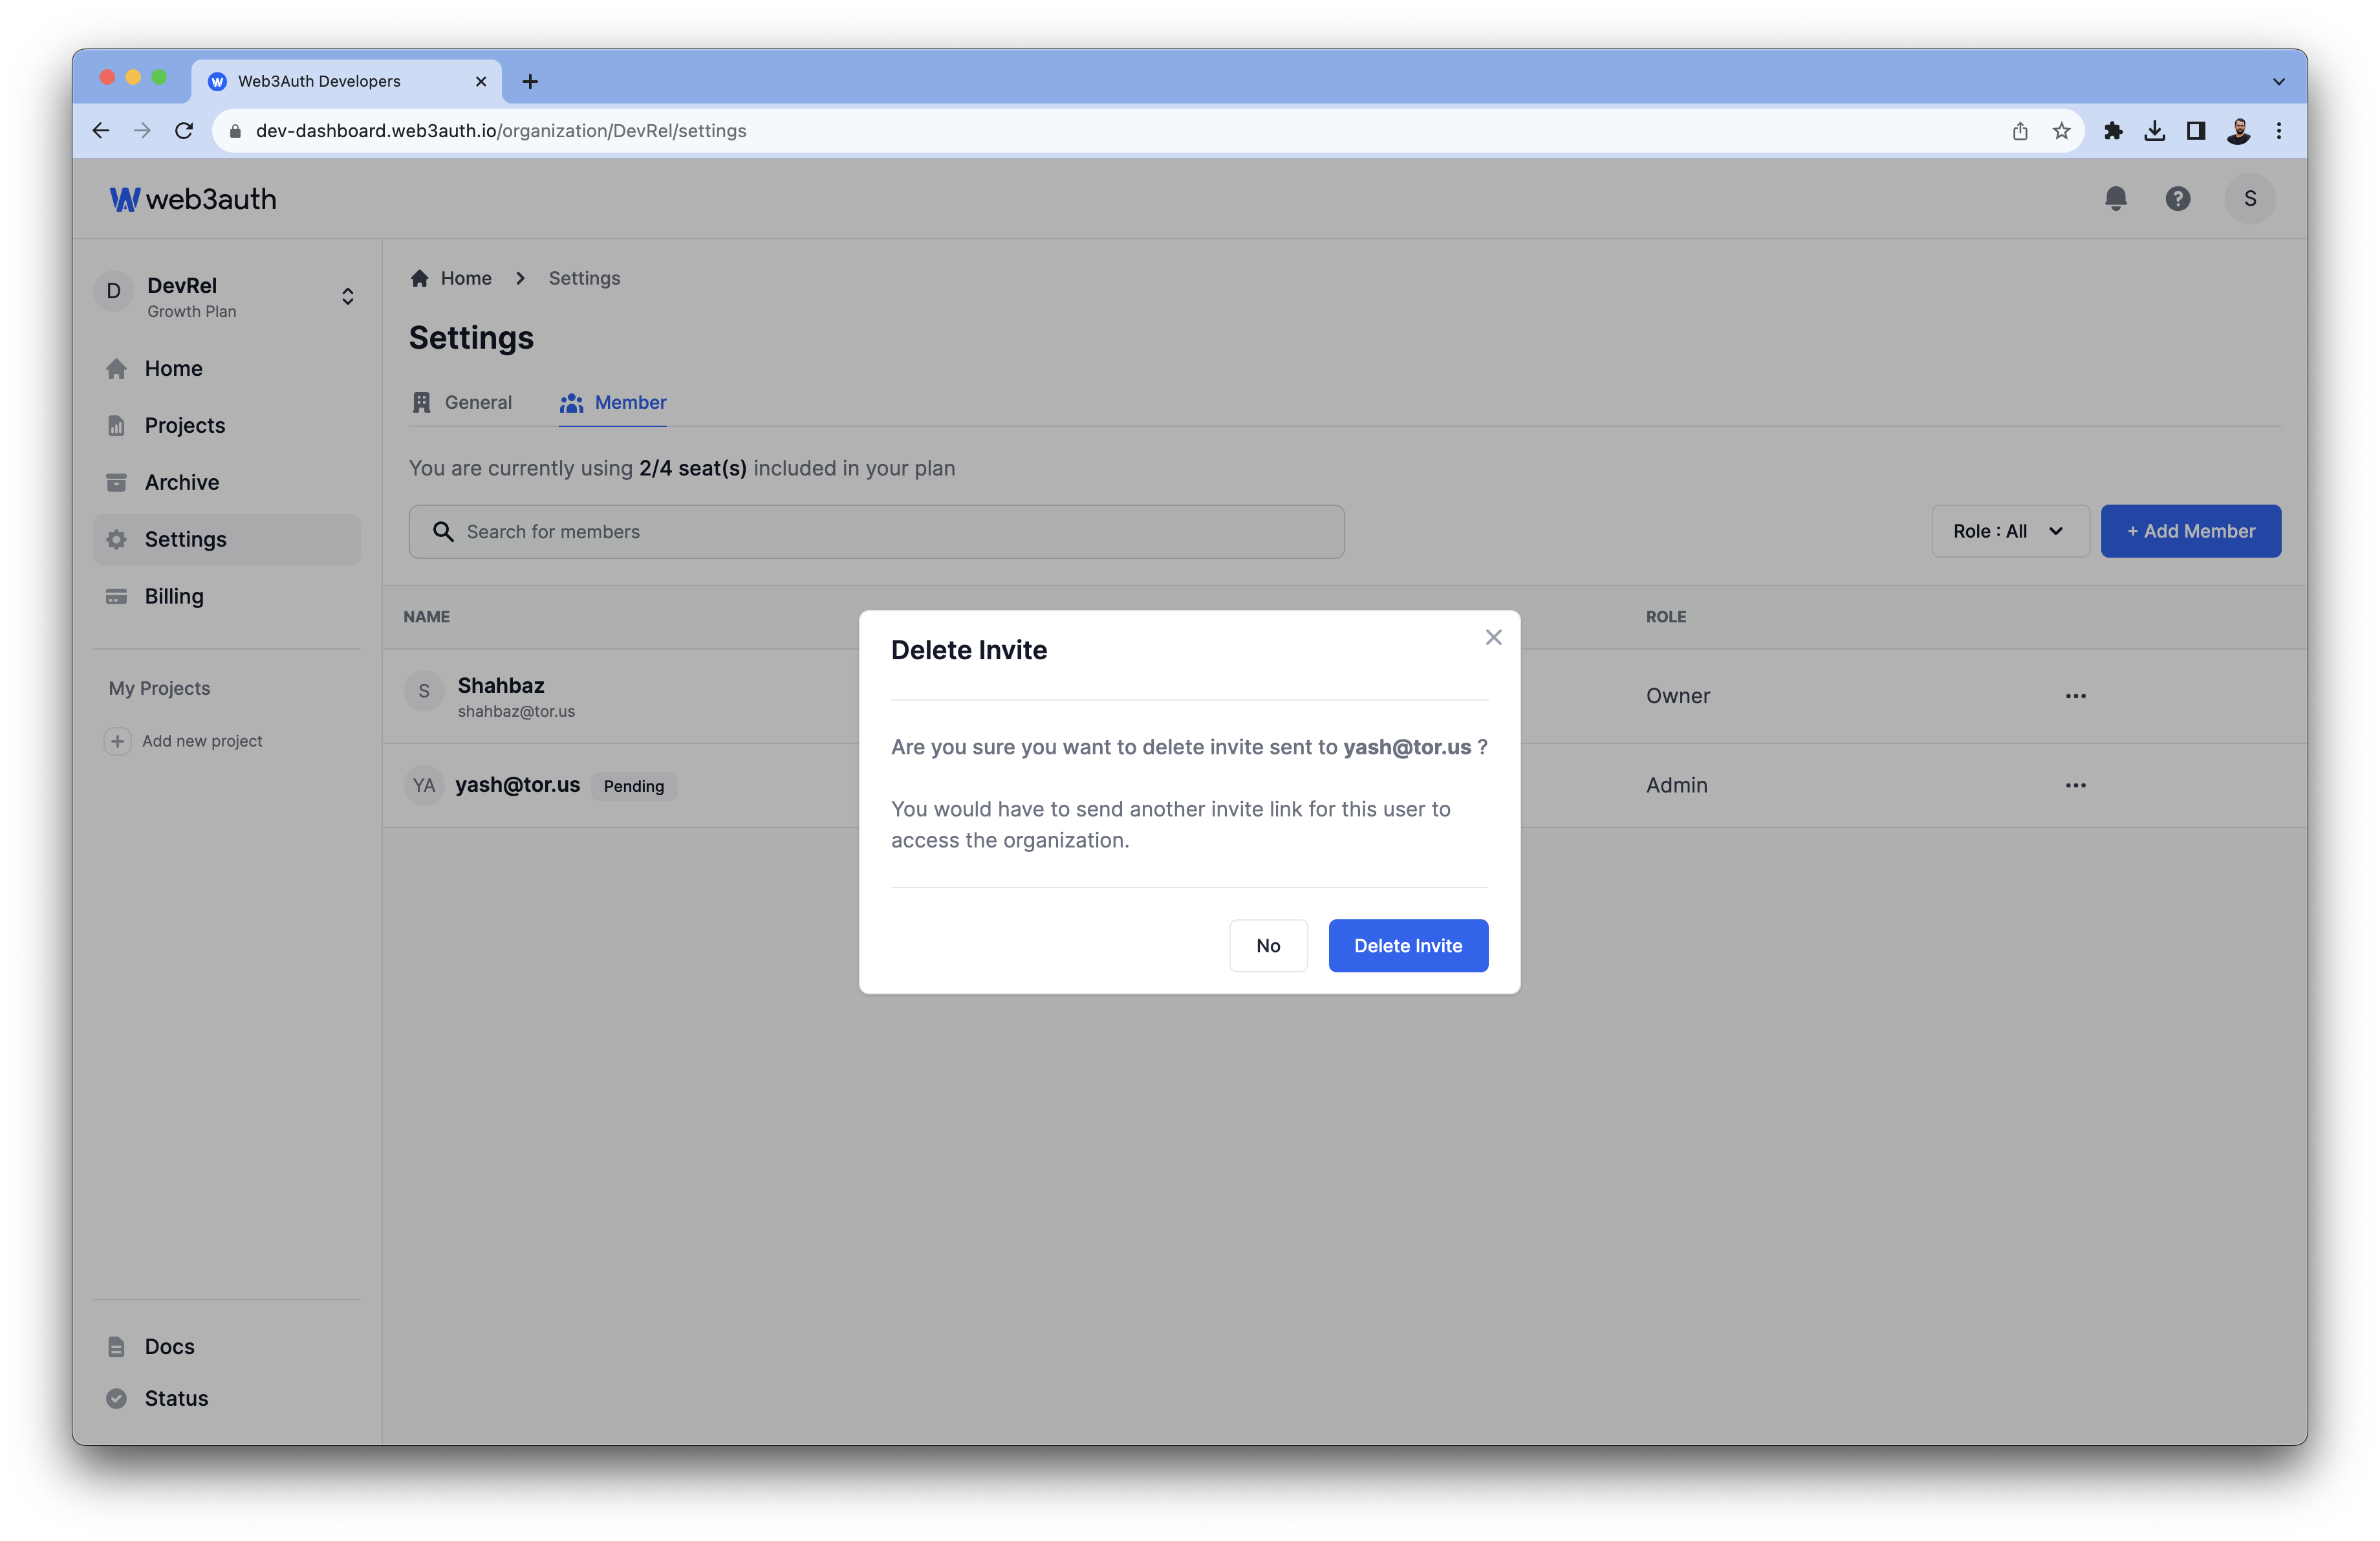 Web3Auth Developers
dev-dashboard.web3auth.io/organization/DevRel/settings
web3auth
S
D
DevRel
Growth Plan
Home
Projects
Archive
Settings
Billing
My Projects
Add new project
Docs
Status
Home
Settings
Settings
General
Member
You are currently using 2/4 seat(s) included in your plan
Search for members
Role : All
+ Add Member
NAME
ROLE
S
Shahbaz
shahbaz@tor.us
Owner
YA
yash@tor.us
Pending
Admin
Delete Invite
Are you sure you want to delete invite sent to yash@tor.us ?
You would have to send another invite link for this user to
access the organization.
No
Delete Invite